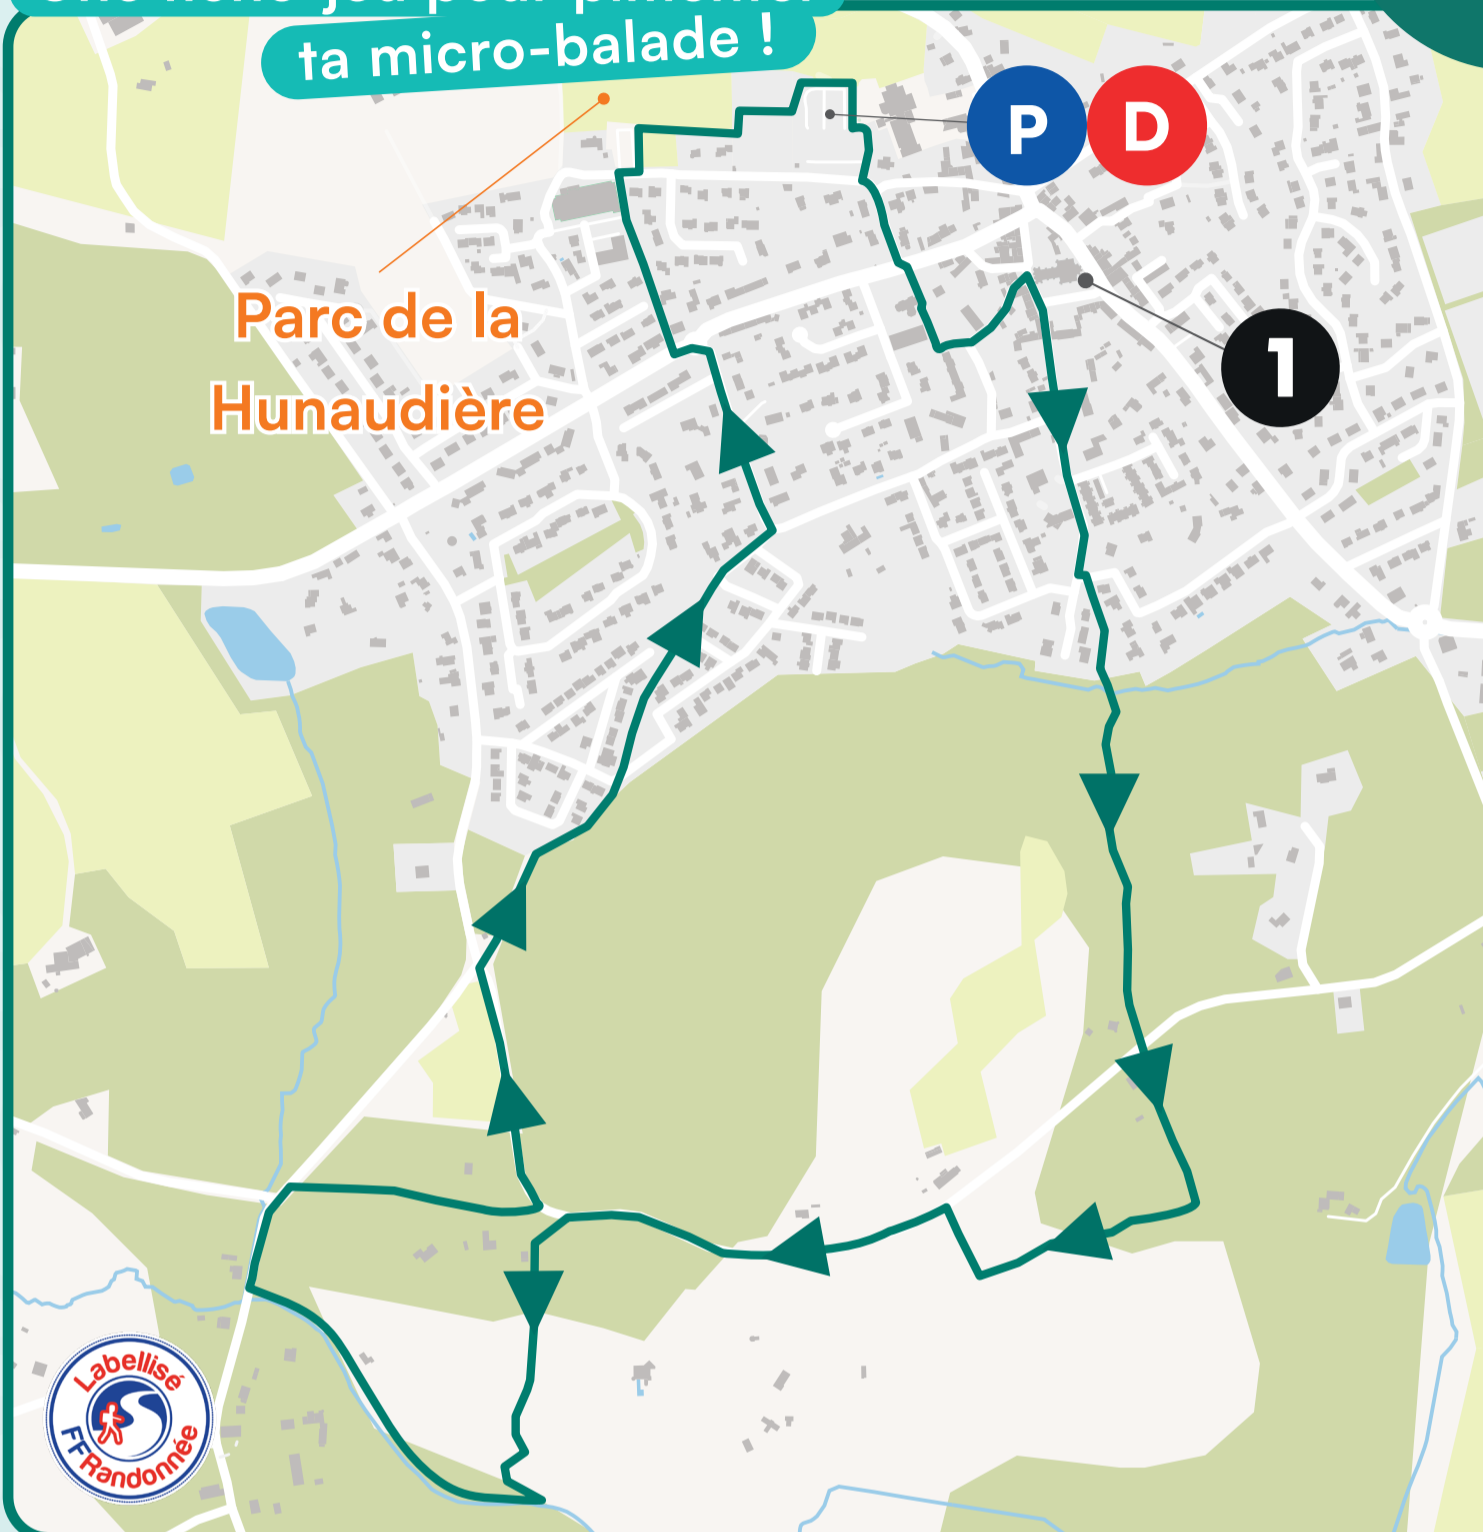 ta micro-balade !
P D
Parc de la
Hunaudière
1
Labellisé
FFRandonnée